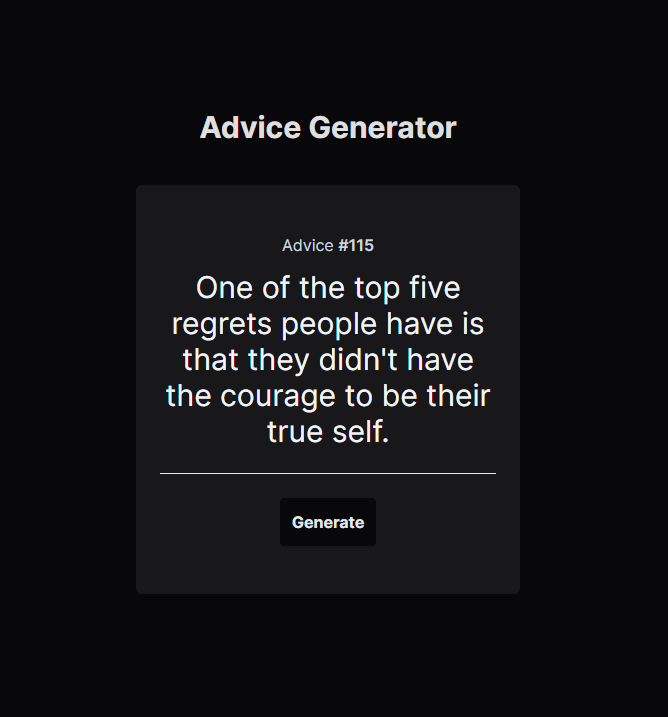 Advice Generator
Advice #115
One of the top five
regrets people have is
that they didn't have
the courage to be their
true self.
Generate